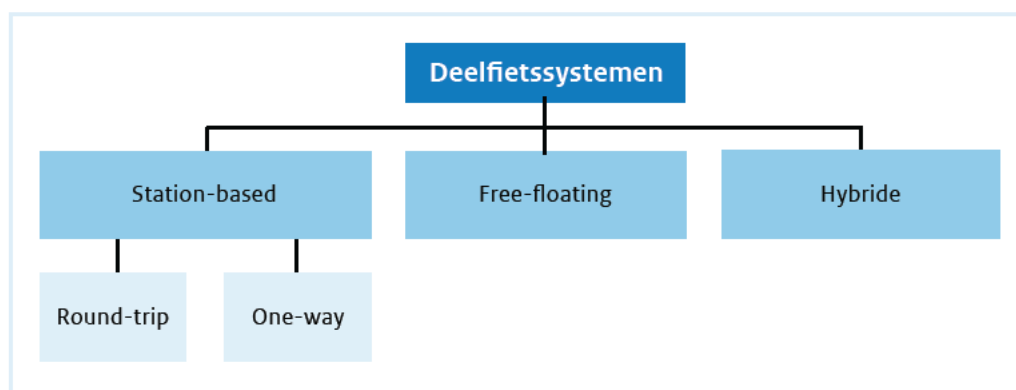 Deelfietssystemen
Station-based
Free-floating
Hybride
Round-trip
One-way